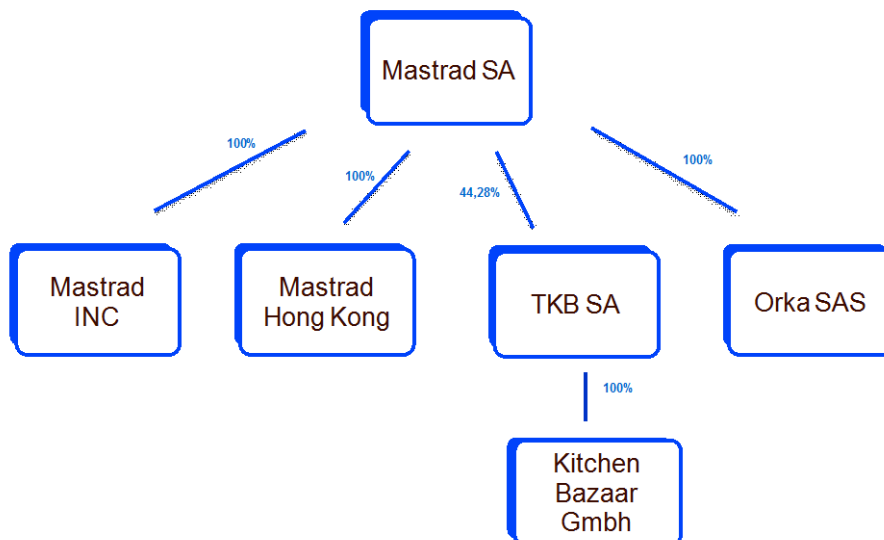 Mastrad SA
100%
100%
44,28%
100%
Mastrad
INC
Mastrad
Hong Kong
TKB SA
Orka SAS
100%
Kitchen
Bazaar
Gmbh